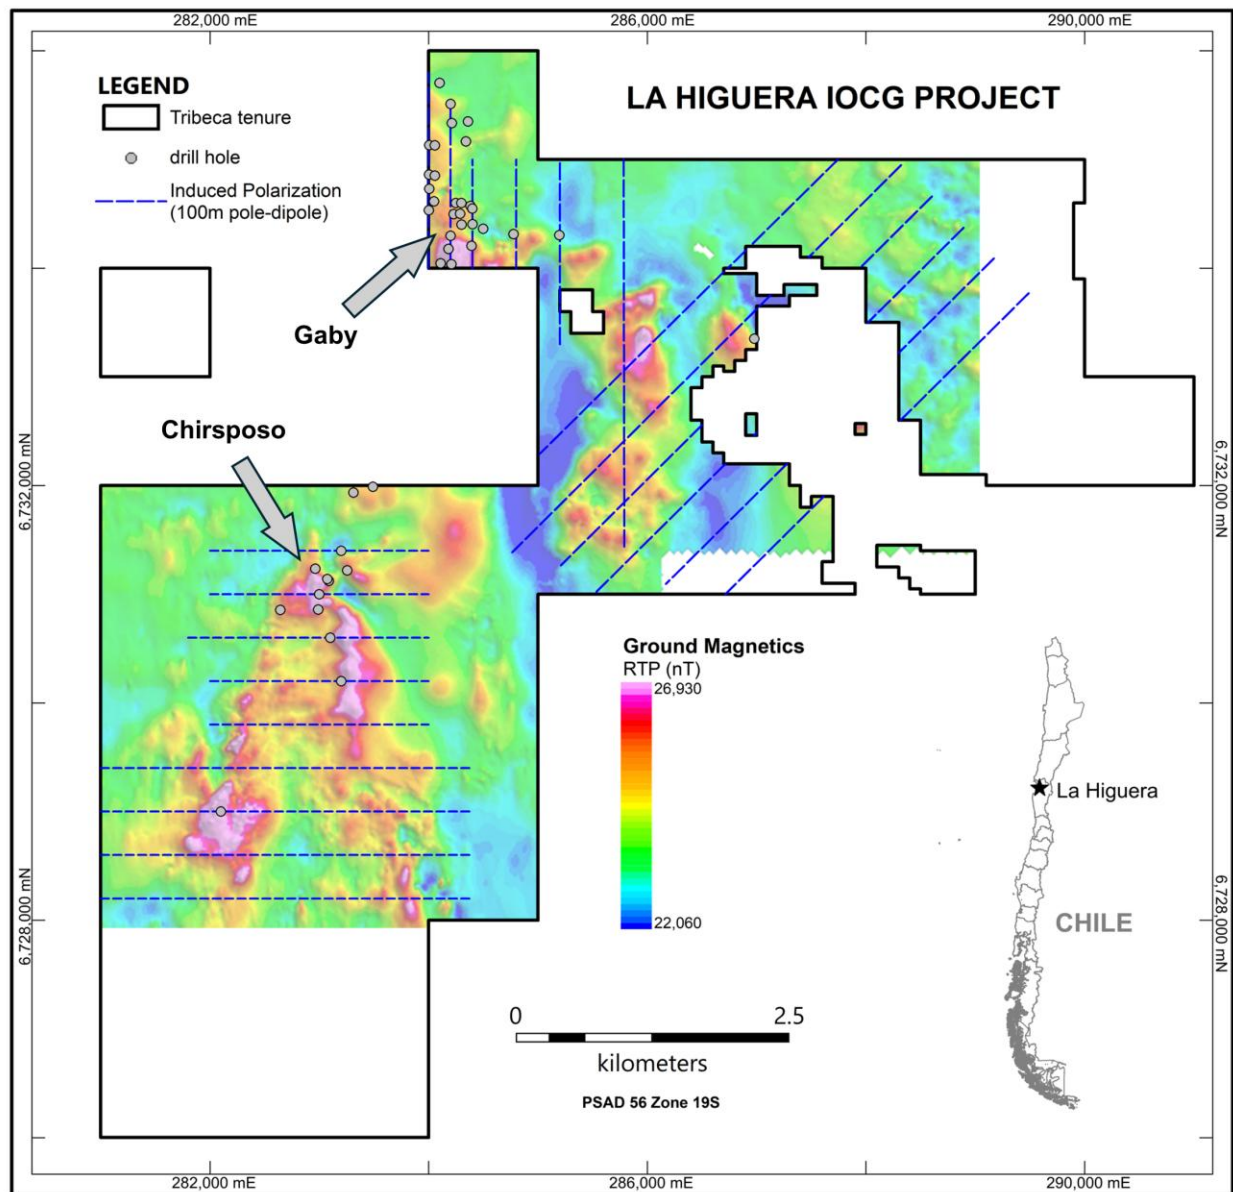 282,000 mE
286,000 mE
290,000 mE
LEGEND
Tribeca tenure
drill hole
Induced Polarization
(100m pole-dipole)
LA HIGUERA IOCG PROJECT
Gaby
Chirsposo
6,732,000 mN
6,732,000 mN
Ground Magnetics
RTP (nT)
26,930
22,060
La Higuera
CHILE
6,728,000 mN
6,728,000 mN
0
2.5
kilometers
PSAD 56 Zone 19S
282,000 mE
286,000 mE
290,000 mE